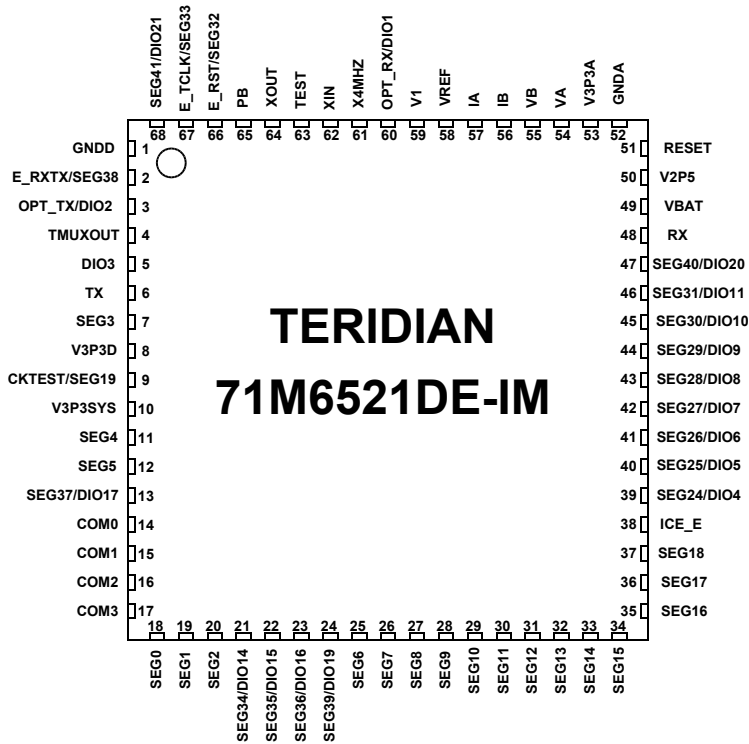 SEG41/DIO21
E_TCLK/SEG33
E_RST/SEG32
PB
XOUT
TEST
XIN
X4MHZ
OPT_RX/DIO1
V1
VREF
IA
IB
VB
VA
V3P3A
GNDA
68 67 66 65 64 63 62 61 60 59 58 57 56 55 54 53 52
GNDD 1
E_RXTX/SEG38 2
OPT_TX/DIO2 3
TMUXOUT 4
DIO3 5
TX 6
SEG3 7
V3P3D 8
CKTEST/SEG19 9
V3P3SYS 10
SEG4 11
SEG5 12
SEG37/DIO17 13
COM0 14
COM1 15
COM2 16
COM3 17
TERIDIAN
71M6521DE-IM
51 RESET
50 V2P5
49 VBAT
48 RX
47 SEG40/DIO20
46 SEG31/DIO11
45 SEG30/DIO10
44 SEG29/DIO9
43 SEG28/DIO8
42 SEG27/DIO7
41 SEG26/DIO6
40 SEG25/DIO5
39 SEG24/DIO4
38 ICE_E
37 SEG18
36 SEG17
35 SEG16
18 19 20 21 22 23 24 25 26 27 28 29 30 31 32 33 34
SEG0
SEG1
SEG2
SEG34/DIO14
SEG35/DIO15
SEG36/DIO16
SEG39/DIO19
SEG6
SEG7
SEG8
SEG9
SEG10
SEG11
SEG12
SEG13
SEG14
SEG15